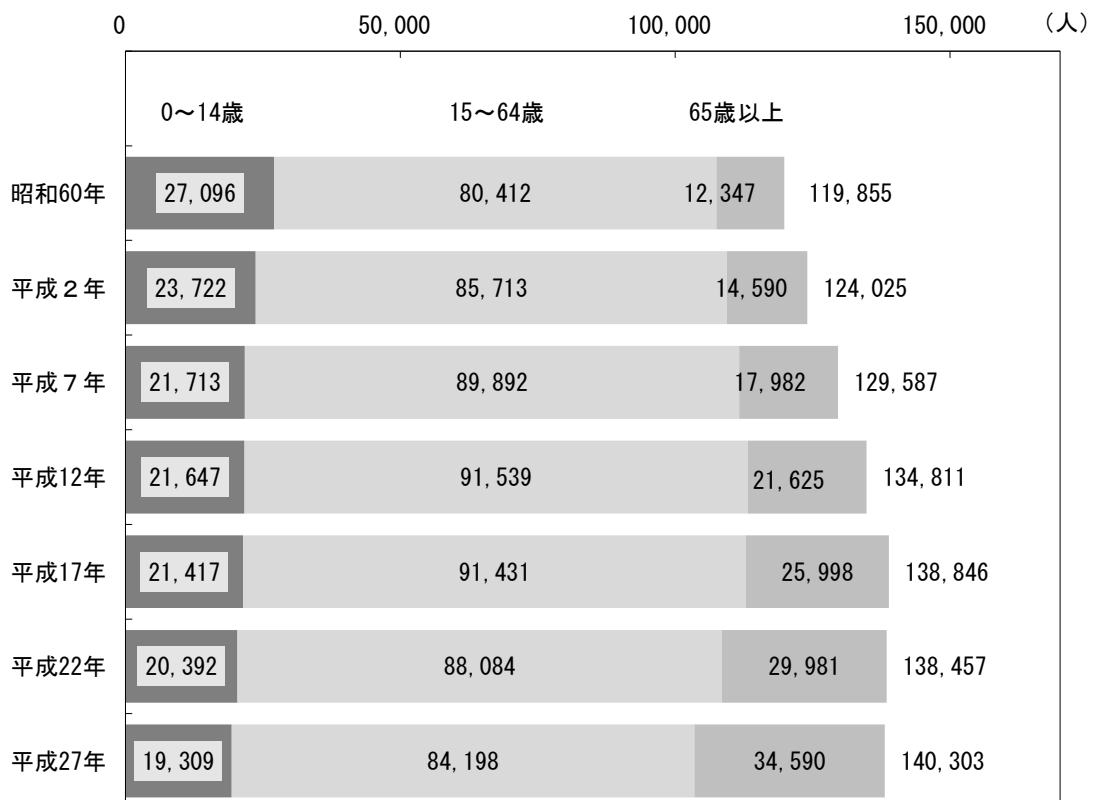 0 50,000 100,000 150,000 （人）
0～14歳 15～64歳 65歳以上
昭和60年 27,096 80,412 12,347 119,855
平成２年 23,722 85,713 14,590 124,025
平成７年 21,713 89,892 17,982 129,587
平成12年 21,647 91,539 21,625 134,811
平成17年 21,417 91,431 25,998 138,846
平成22年 20,392 88,084 29,981 138,457
平成27年 19,309 84,198 34,590 140,303